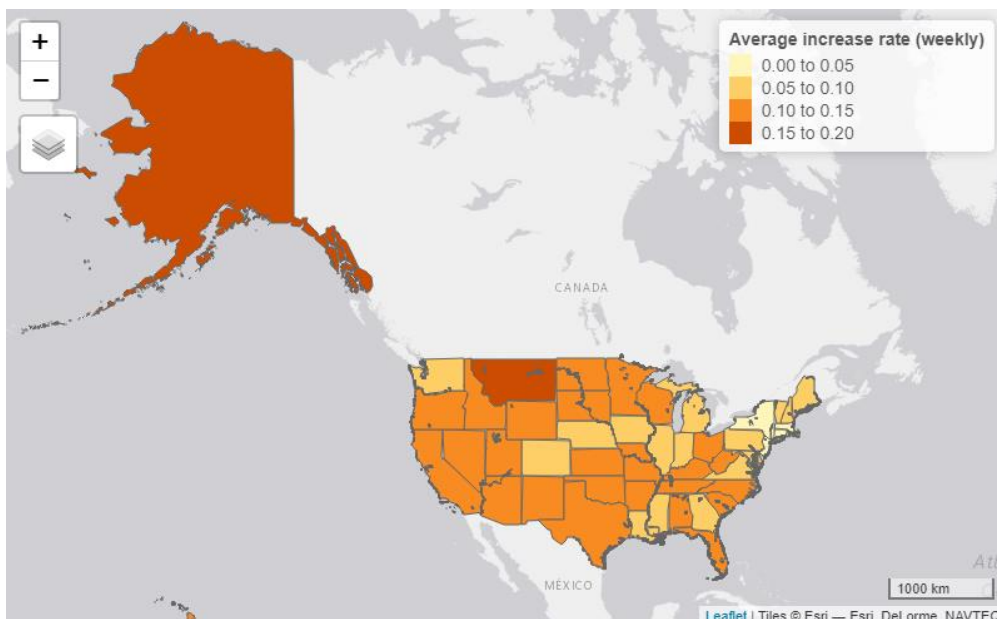 +
−
Average increase rate (weekly)
0.00 to 0.05
0.05 to 0.10
0.10 to 0.15
0.15 to 0.20
CANADA
MÉXICO
1000 km
Leaflet | Tiles © Esri — Esri, DeLorme, NAVTEC